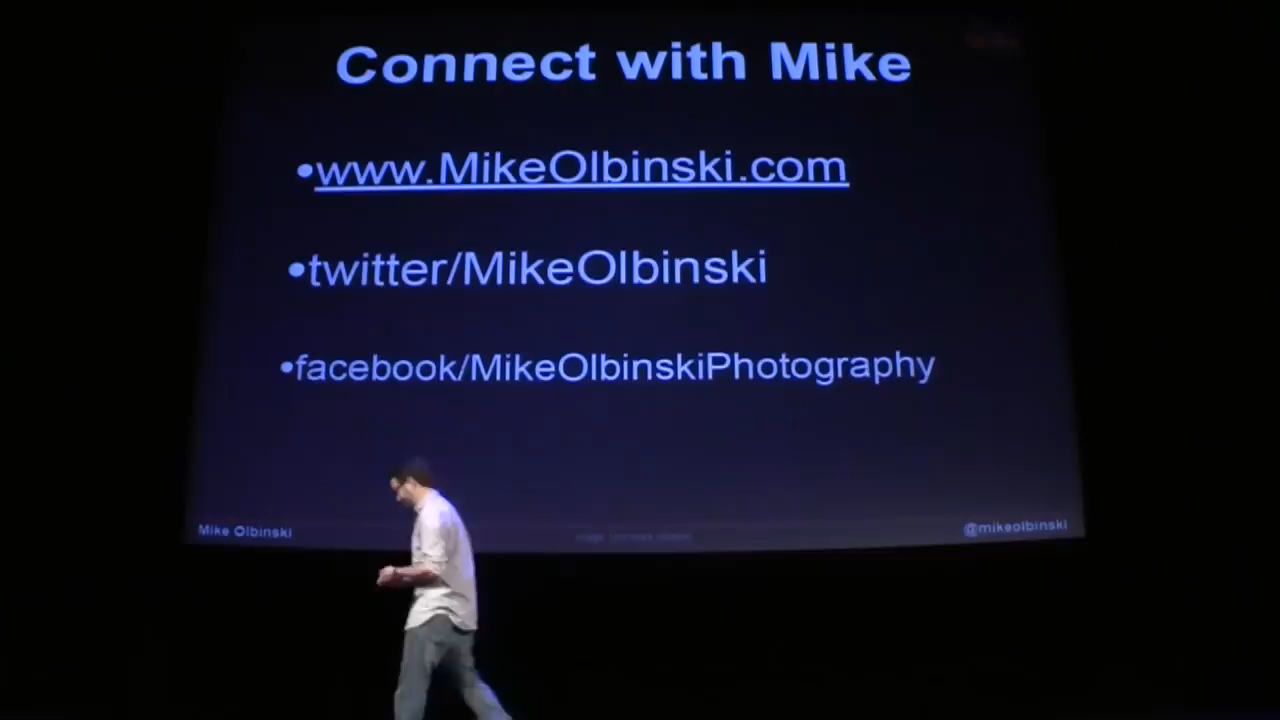 Connect with Mike
•www.MikeOlbinski.com
•twitter/MikeOlbinski
•facebook/MikeOlbinskiPhotography
Mike Olbinski
@mikeolbinski